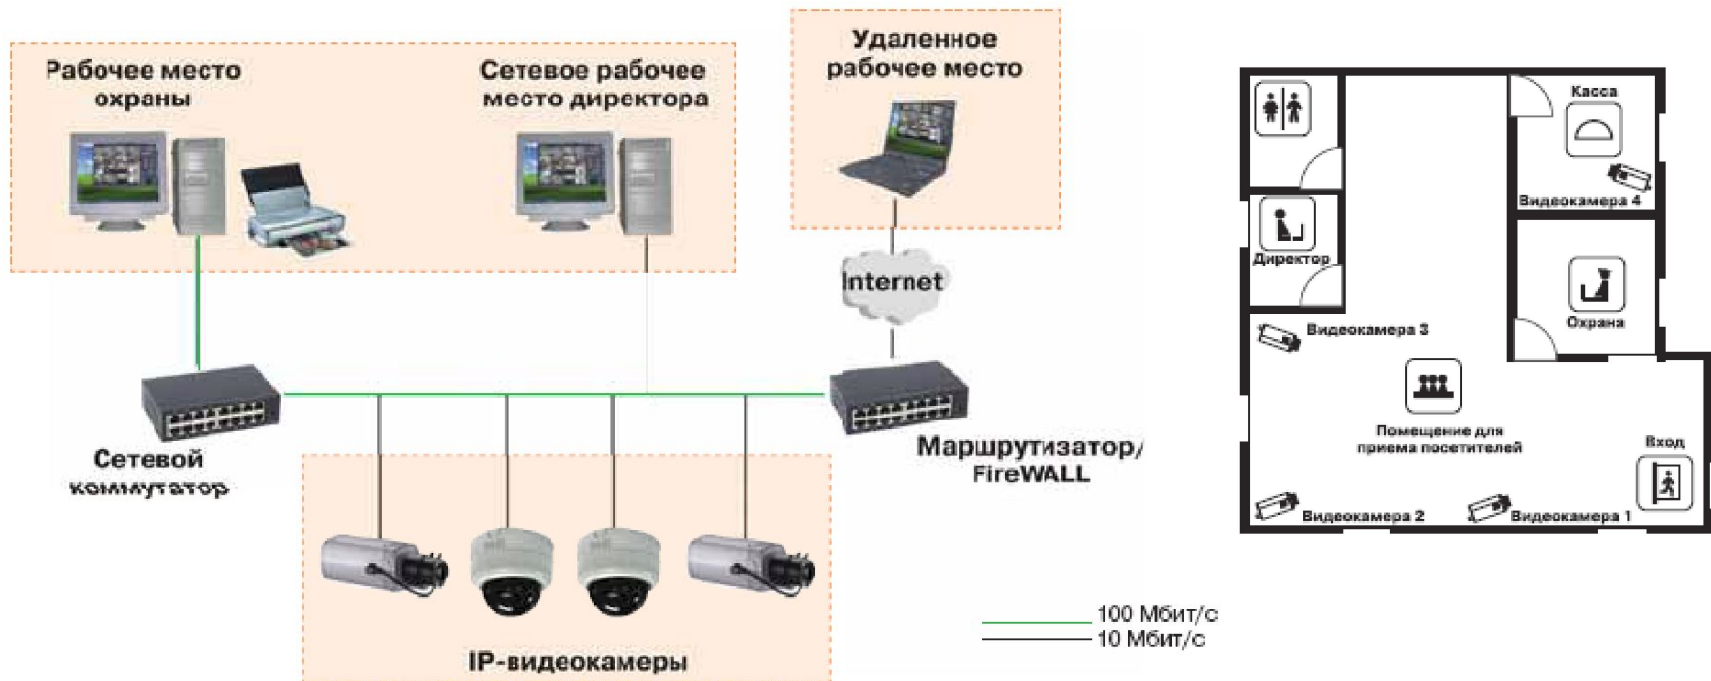 Рабочее место
охраны
Сетевое рабочее
место директора
Удаленное
рабочее место
Internet
Сетевой
коммутатор
Маршрутизатор/
FireWALL
IP-видеокамеры
100 Мбит/с
10 Мбит/с
Касса
Видеокамера 4
Директор
Охрана
Видеокамера 3
Помещение для
приема посетителей
Вход
Видеокамера 2
Видеокамера 1